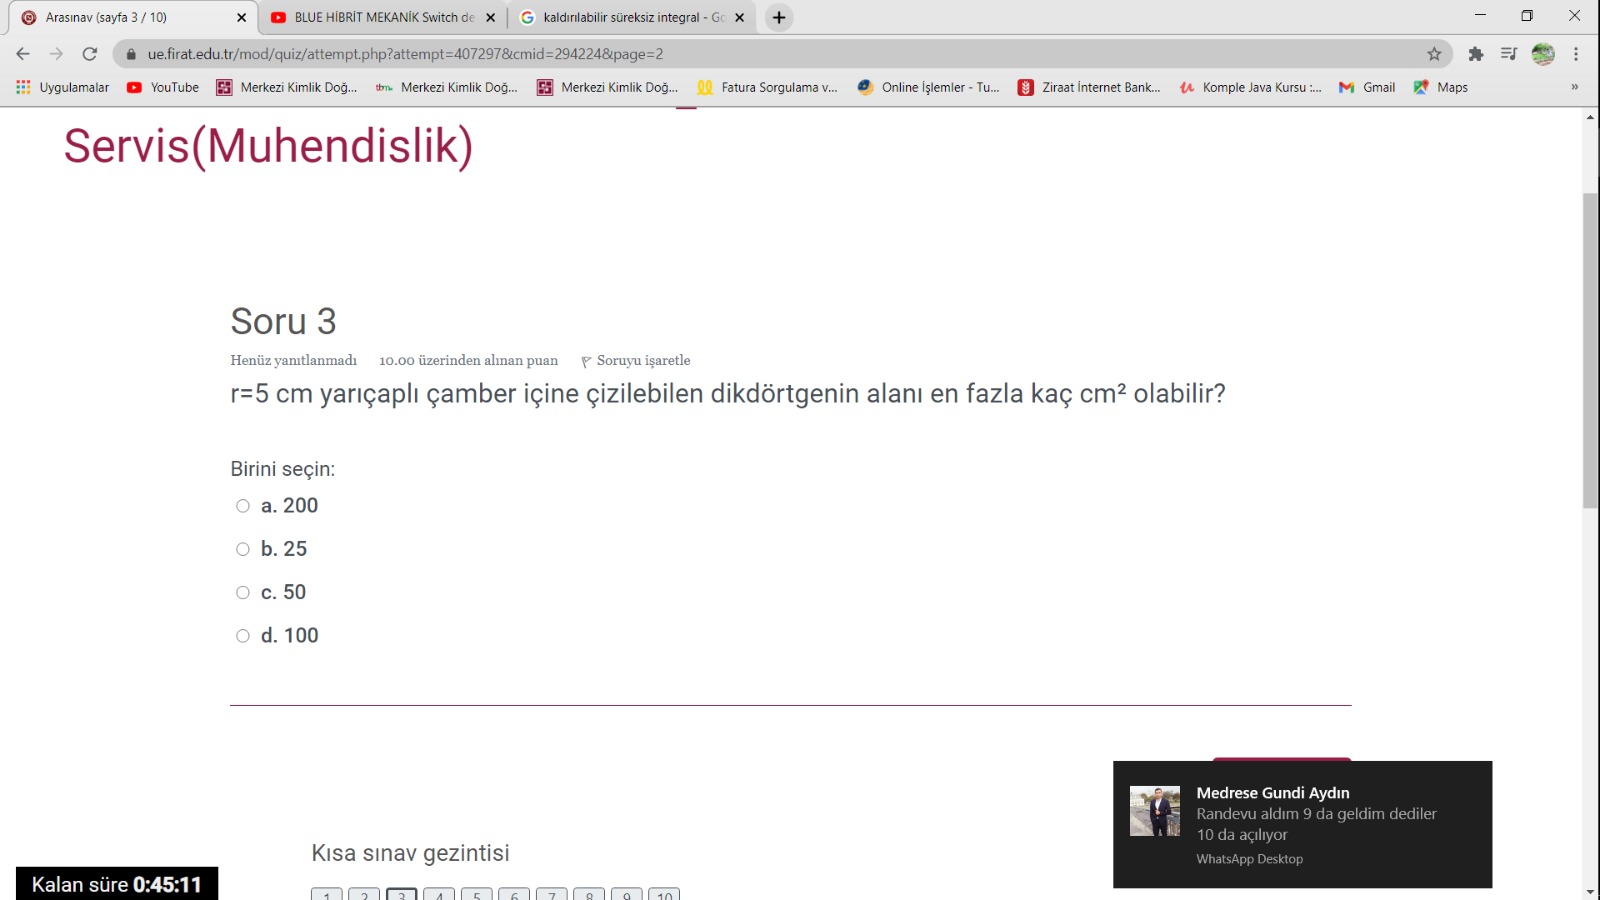 Arasınav (sayfa 3 / 10)
BLUE HİBRİT MEKANİK Switch de
kaldırılabilir süreksiz integral - Go
ue.firat.edu.tr/mod/quiz/attempt.php?attempt=407297&cmid=294224&page=2
Uygulamalar
YouTube
Merkezi Kimlik Doğ...
tbm
Merkezi Kimlik Doğ...
Merkezi Kimlik Doğ...
Fatura Sorgulama v...
Online İşlemler - Tu...
Ziraat İnternet Bank...
Komple Java Kursu :...
Gmail
Maps
»
Servis(Muhendislik)
Soru 3
Henüz yanıtlanmadı 10.00 üzerinden alınan puan Soruyu işaretle
r=5 cm yarıçaplı çamber içine çizilebilen dikdörtgenin alanı en fazla kaç cm² olabilir?
Birini seçin:
a. 200
b. 25
c. 50
d. 100
Medrese Gundi Aydın
Randevu aldım 9 da geldim dediler
10 da açılıyor
WhatsApp Desktop
Kısa sınav gezintisi
Kalan süre 0:45:11
1 2 3 4 5 6 7 8 9 10